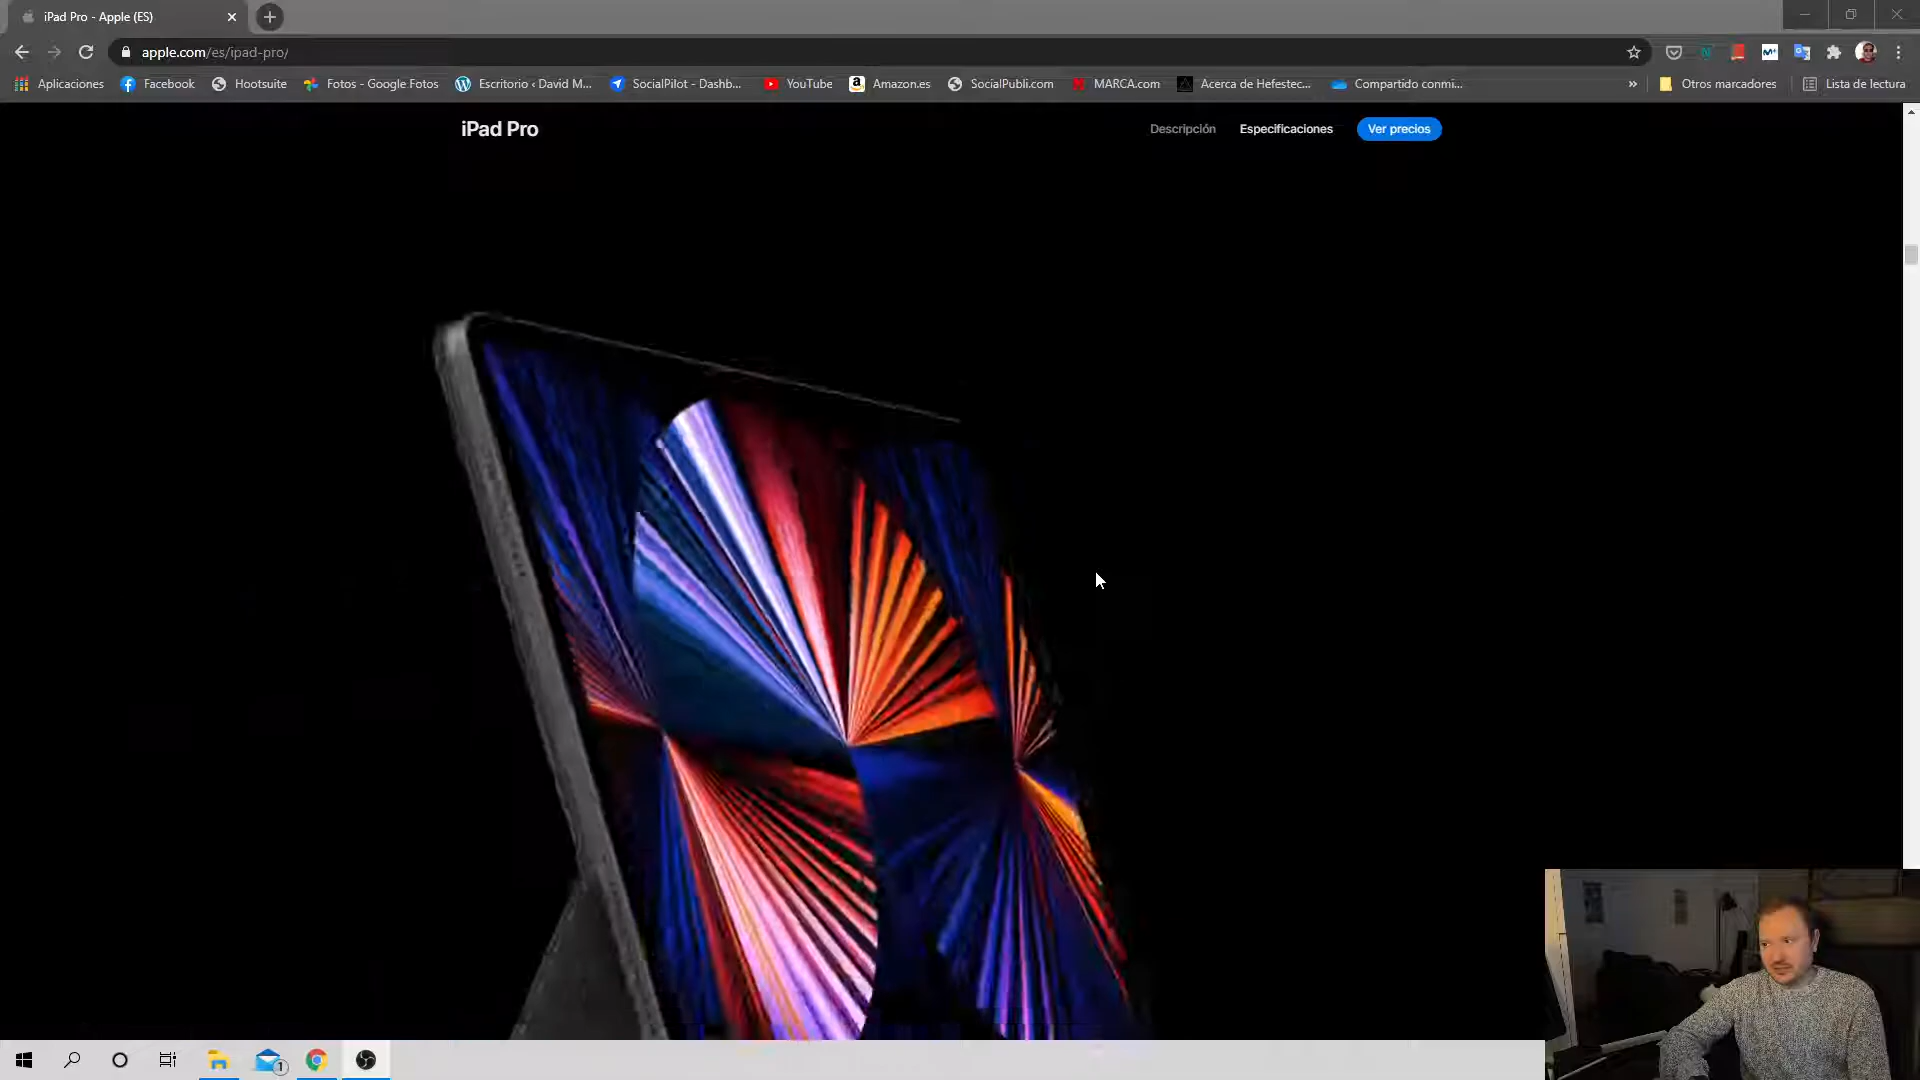 iPad Pro - Apple (ES)
apple.com/es/ipad-pro/
Aplicaciones
Facebook
Hootsuite
Fotos - Google Fotos
Escritorio ‹ David M...
SocialPilot - Dashb...
YouTube
Amazon.es
SocialPubli.com
MARCA.com
Acerca de Hefestec...
Compartido conmi...
»
Otros marcadores
Lista de lectura
iPad Pro
Descripción
Especificaciones
Ver precios
1